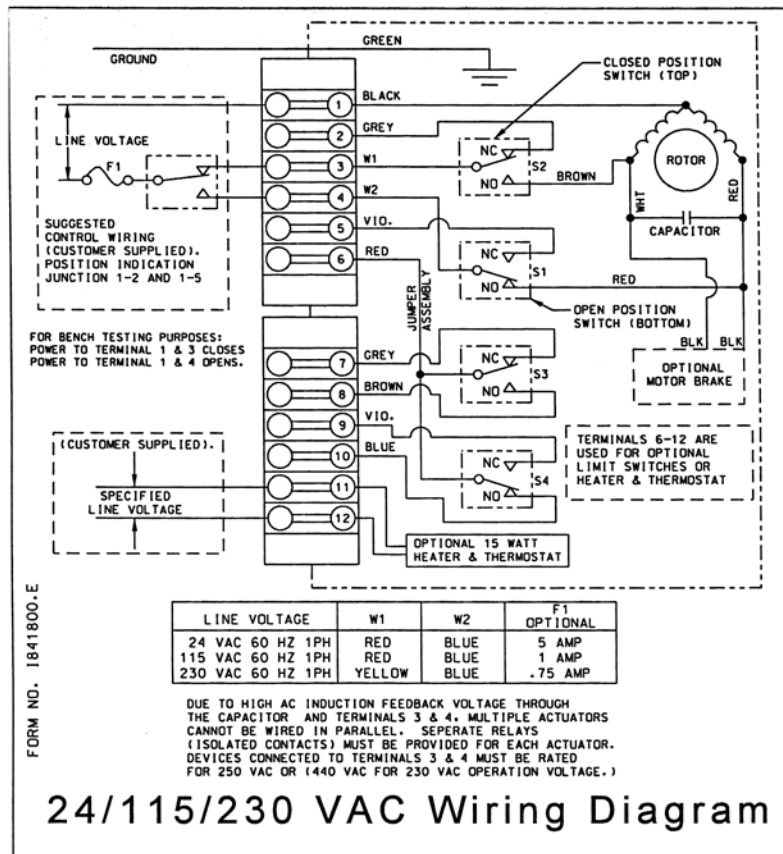 GREEN
GROUND
CLOSED POSITION
SWITCH (TOP)
1
BLACK
2
GREY
LINE VOLTAGE
F1
3
W1
NC
S2
NO
BROWN
ROTOR
4
W2
WHT
RED
CAPACITOR
5
VIO.
6
RED
SUGGESTED
CONTROL WIRING
(CUSTOMER SUPPLIED).
POSITION INDICATION
JUNCTION 1-2 AND 1-5
NC
S1
NO
RED
JUMPER
ASSEMBLY
OPEN POSITION
SWITCH (BOTTOM)
FOR BENCH TESTING PURPOSES:
POWER TO TERMINAL 1 & 3 CLOSES
POWER TO TERMINAL 1 & 4 OPENS.
BLK
BLK
OPTIONAL
MOTOR BRAKE
7
GREY
NC
S3
NO
8
BROWN
9
VIO.
10
BLUE
NC
S4
NO
TERMINALS 6-12 ARE
USED FOR OPTIONAL
LIMIT SWITCHES OR
HEATER & THERMOSTAT
(CUSTOMER SUPPLIED).
SPECIFIED
LINE VOLTAGE
11
12
OPTIONAL 15 WATT
HEATER & THERMOSTAT
FORM NO. 1841800.E
LINE VOLTAGE W1 W2 F1 OPTIONAL
24 VAC 60 HZ 1PH RED BLUE 5 AMP
115 VAC 60 HZ 1PH RED BLUE 1 AMP
230 VAC 60 HZ 1PH YELLOW BLUE .75 AMP
DUE TO HIGH AC INDUCTION FEEDBACK VOLTAGE THROUGH
THE CAPACITOR AND TERMINALS 3 & 4. MULTIPLE ACTUATORS
CANNOT BE WIRED IN PARALLEL. SEPERATE RELAYS
(ISOLATED CONTACTS) MUST BE PROVIDED FOR EACH ACTUATOR.
DEVICES CONNECTED TO TERMINALS 3 & 4 MUST BE RATED
FOR 250 VAC OR (440 VAC FOR 230 VAC OPERATION VOLTAGE.)
24/115/230 VAC Wiring Diagram